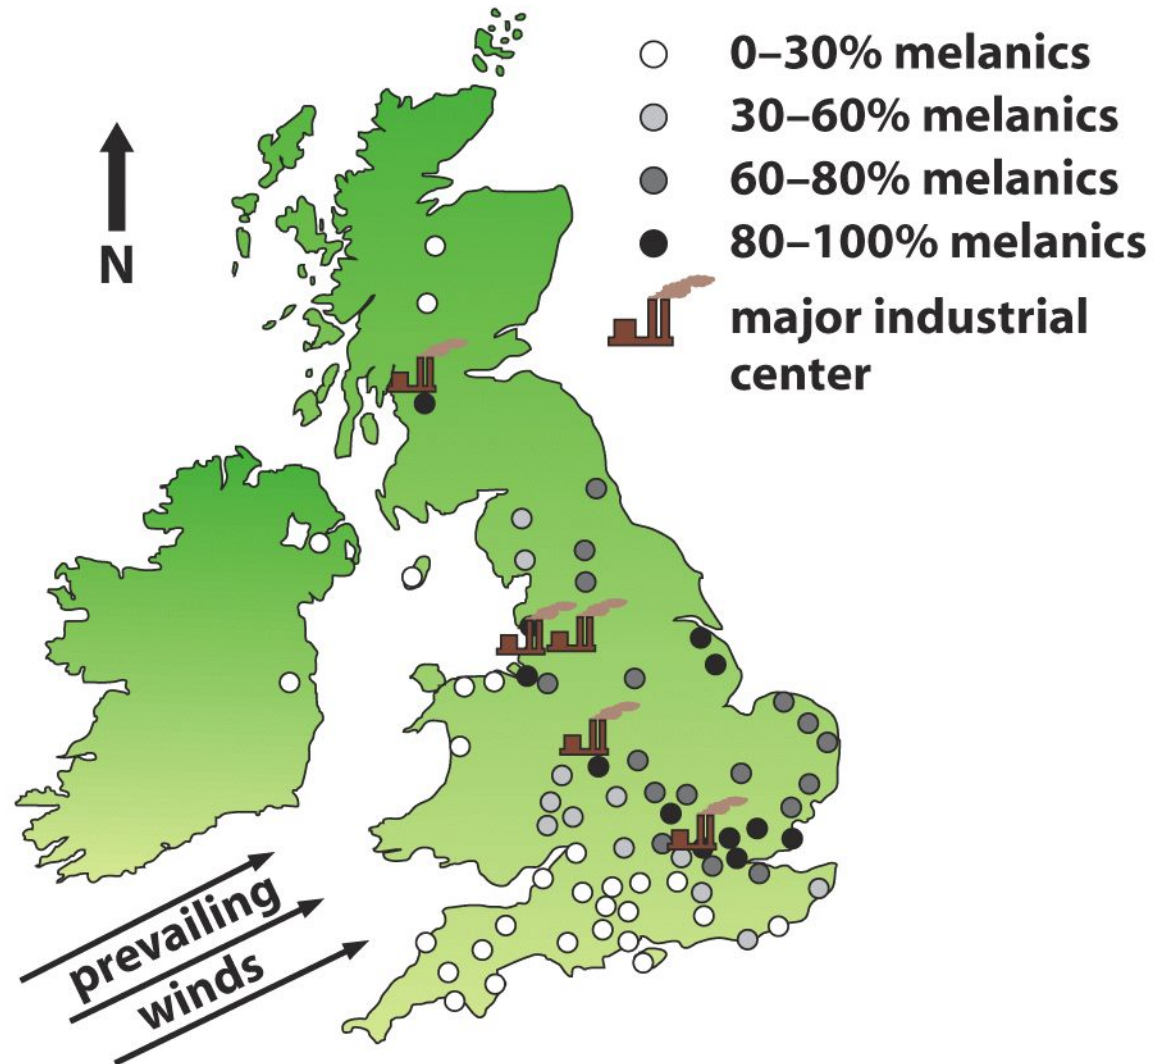 0–30% melanics
30–60% melanics
60–80% melanics
80–100% melanics
major industrial
center
N
prevailing
winds